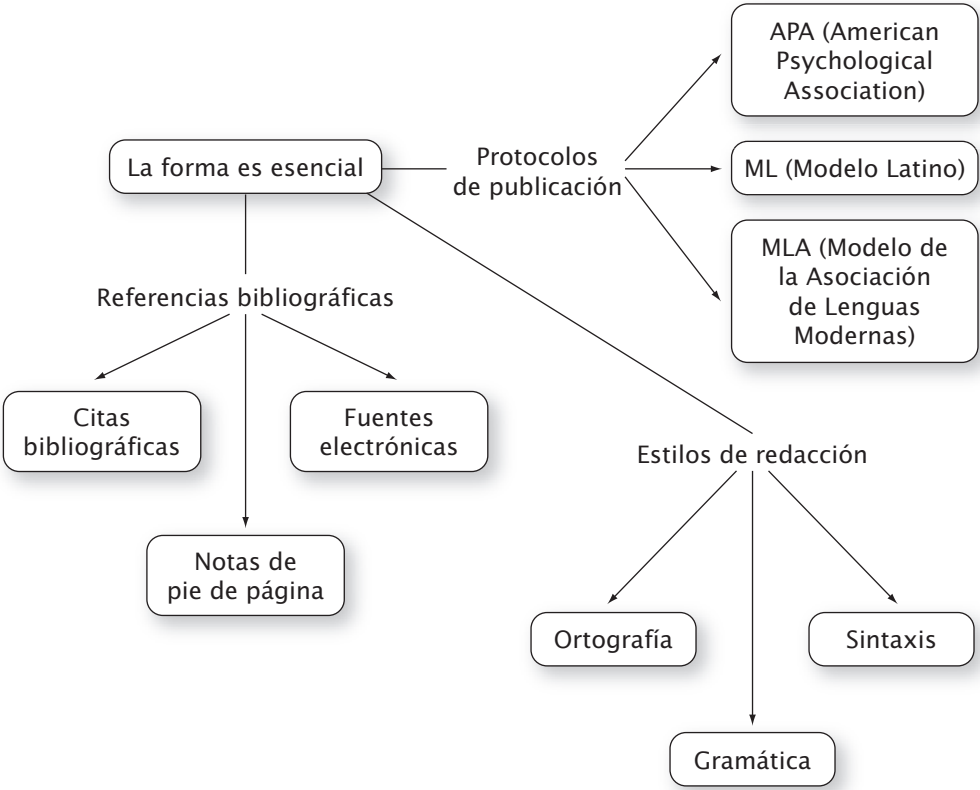 APA (American
Psychological
Association)
La forma es esencial
Protocolos
de publicación
ML (Modelo Latino)
MLA (Modelo de
la Asociación
de Lenguas
Modernas)
Referencias bibliográficas
Citas
bibliográficas
Fuentes
electrónicas
Notas de
pie de página
Estilos de redacción
Ortografía
Sintaxis
Gramática